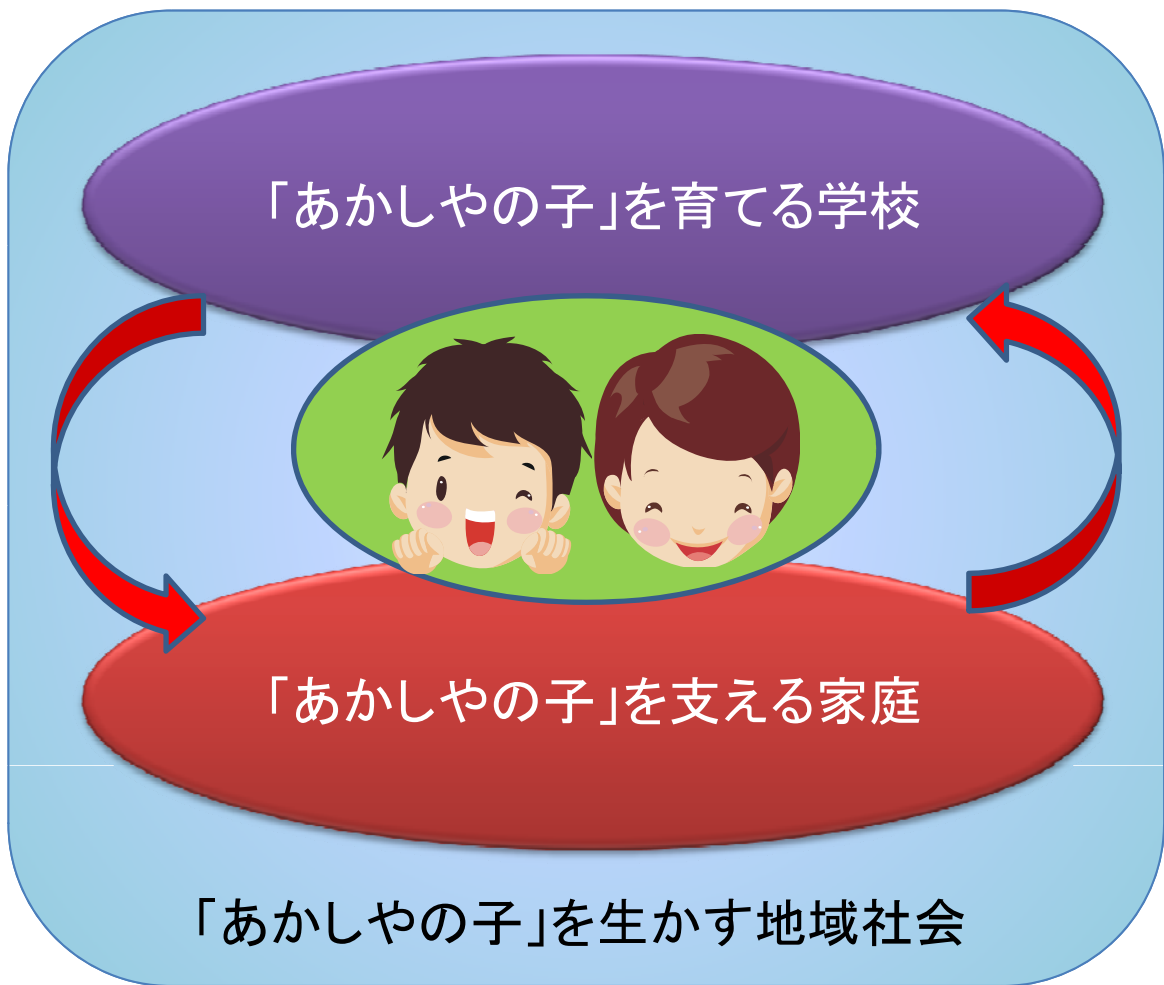 「あかしやの子」を育てる学校
「あかしやの子」を支える家庭
「あかしやの子」を生かす地域社会